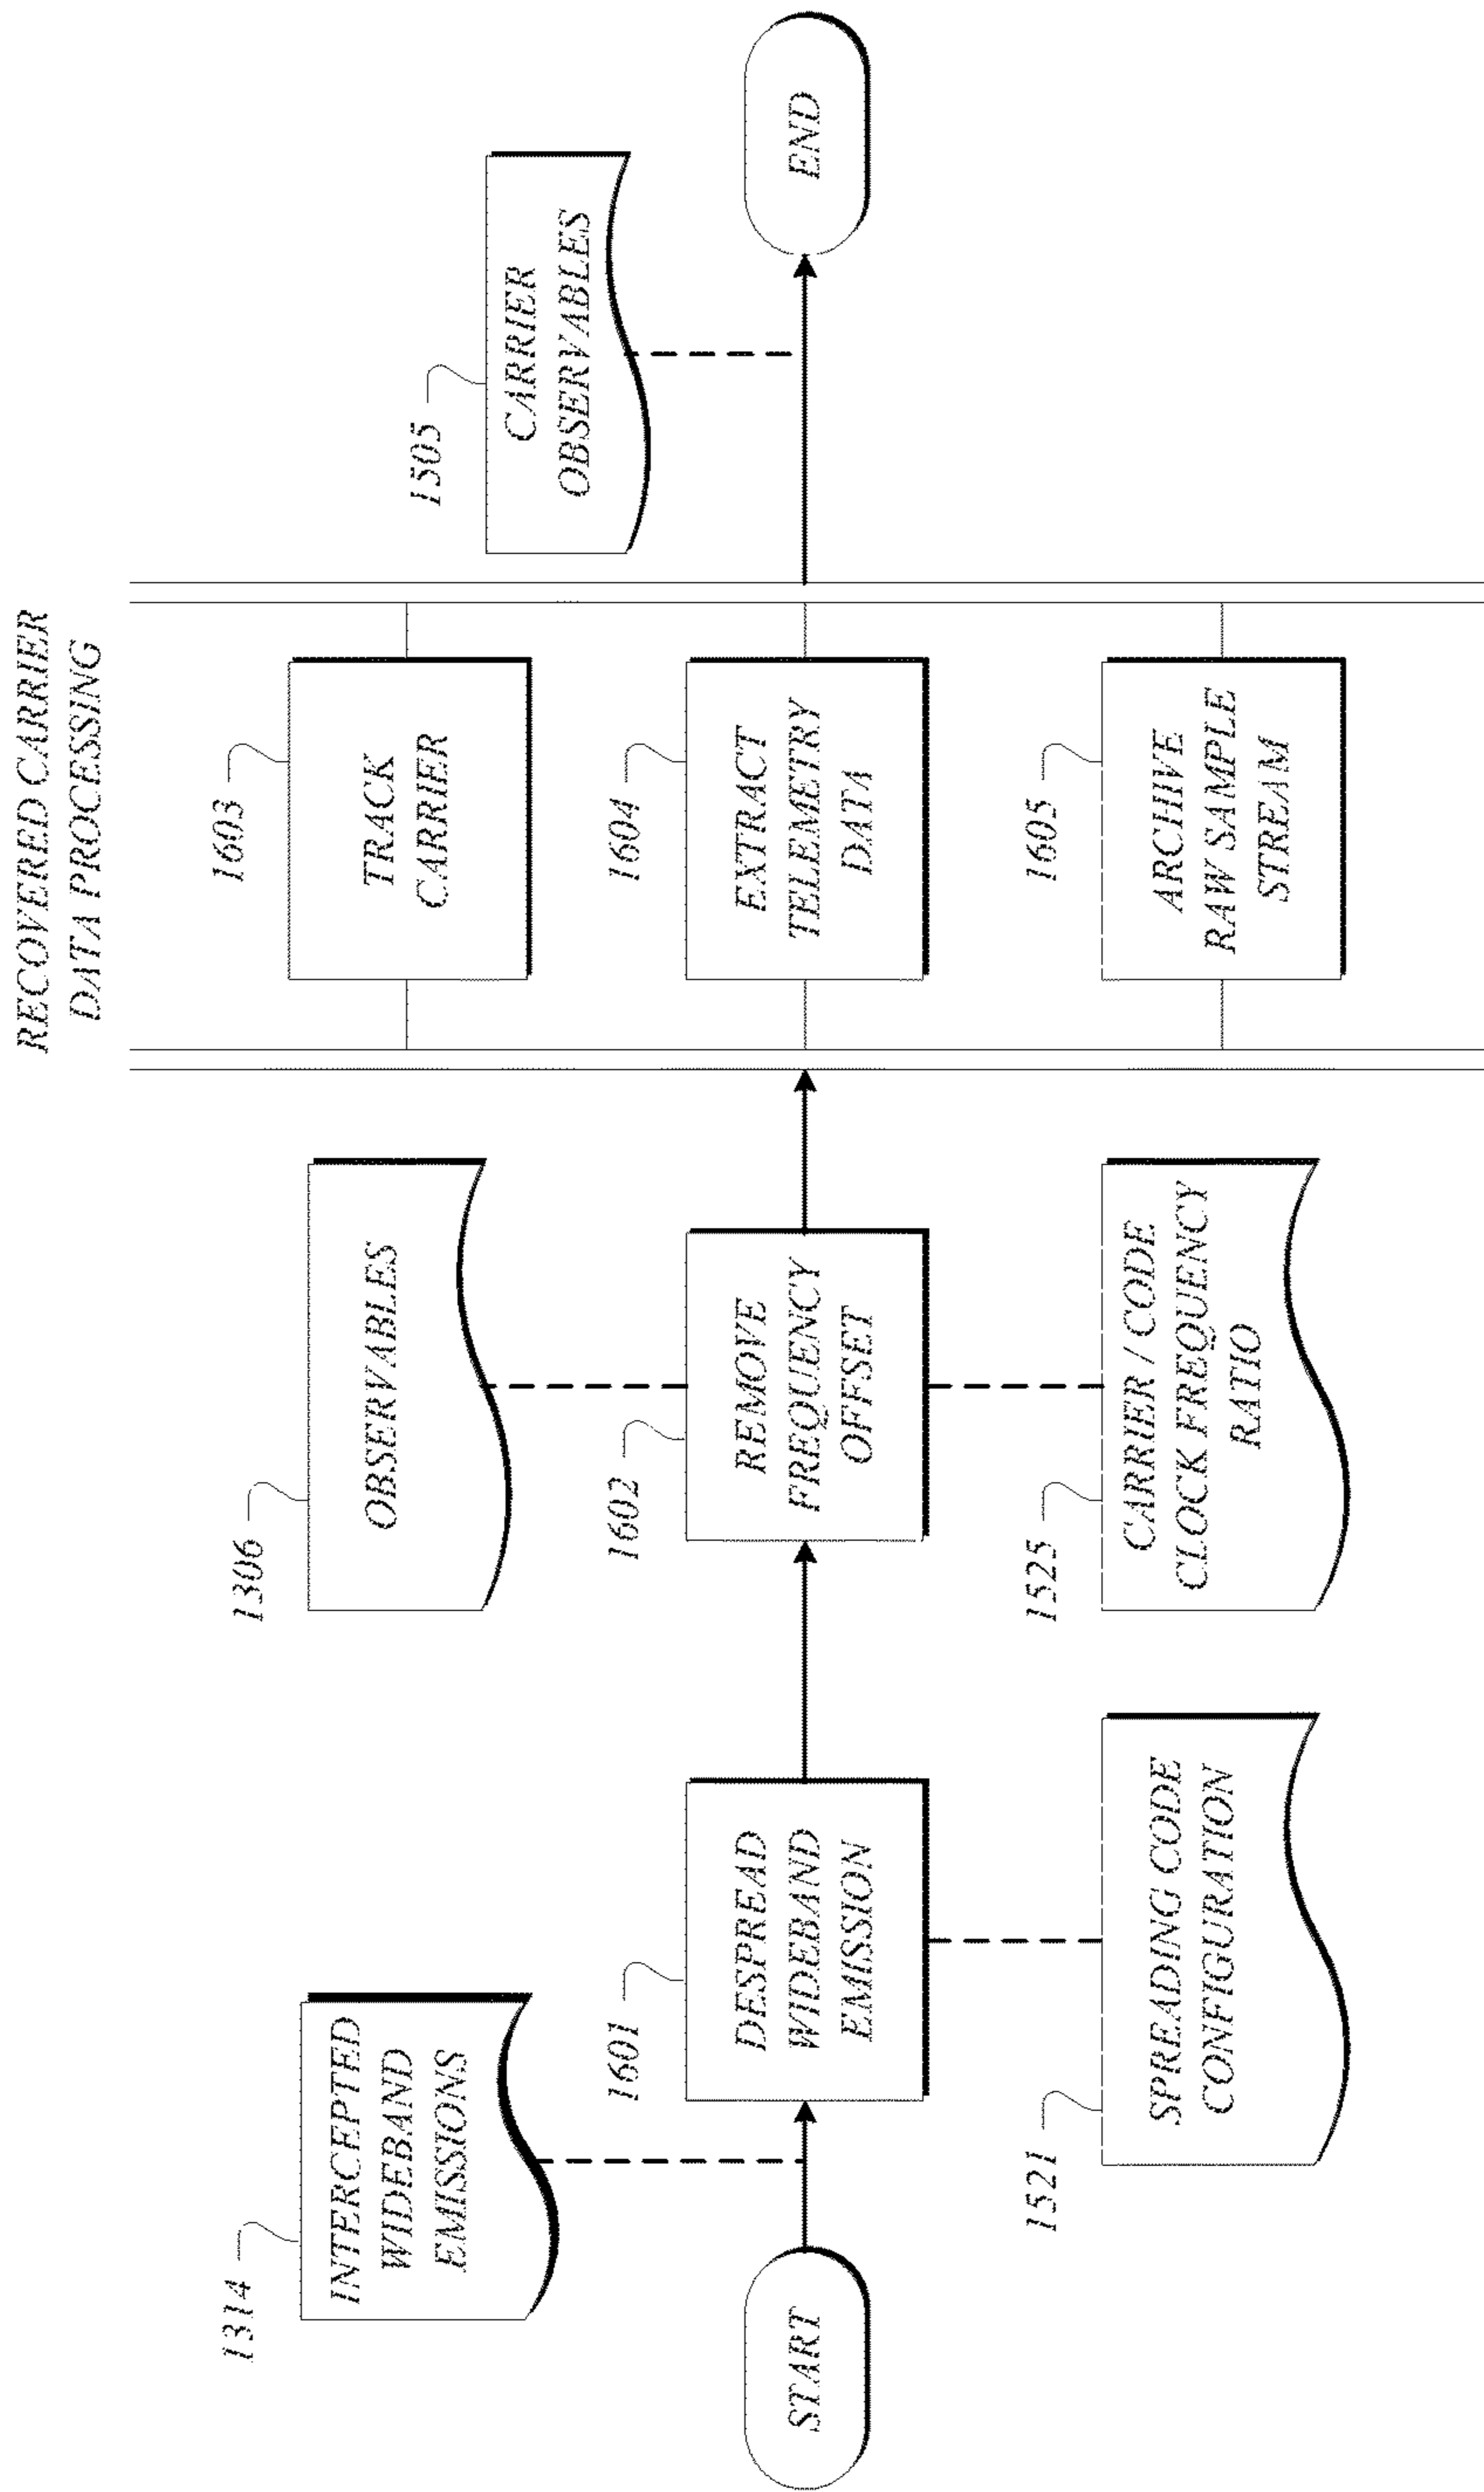 RECOVERED CARRIER
DATA PROCESSING
1314
INTERCEPTED
WIDEBAND
EMISSIONS
START
1601
DESPREAD
WIDEBAND
EMISSION
1521
SPREADING CODE
CONFIGURATION
1306
OBSERVABLES
1602
REMOVE
FREQUENCY
OFFSET
1525
CARRIER / CODE
CLOCK FREQUENCY
RATIO
1603
TRACK
CARRIER
1604
EXTRACT
TELEMETRY
DATA
1605
ARCHIVE
RAW SAMPLE
STREAM
1505
CARRIER
OBSERVABLES
END